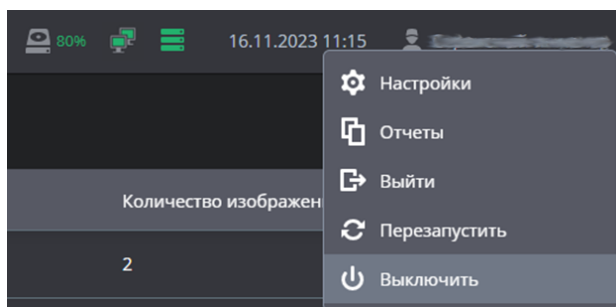 80% 16.11.2023 11:15
Настройки
Отчеты
Выйти
Количество изображен
Перезапустить
2
Выключить